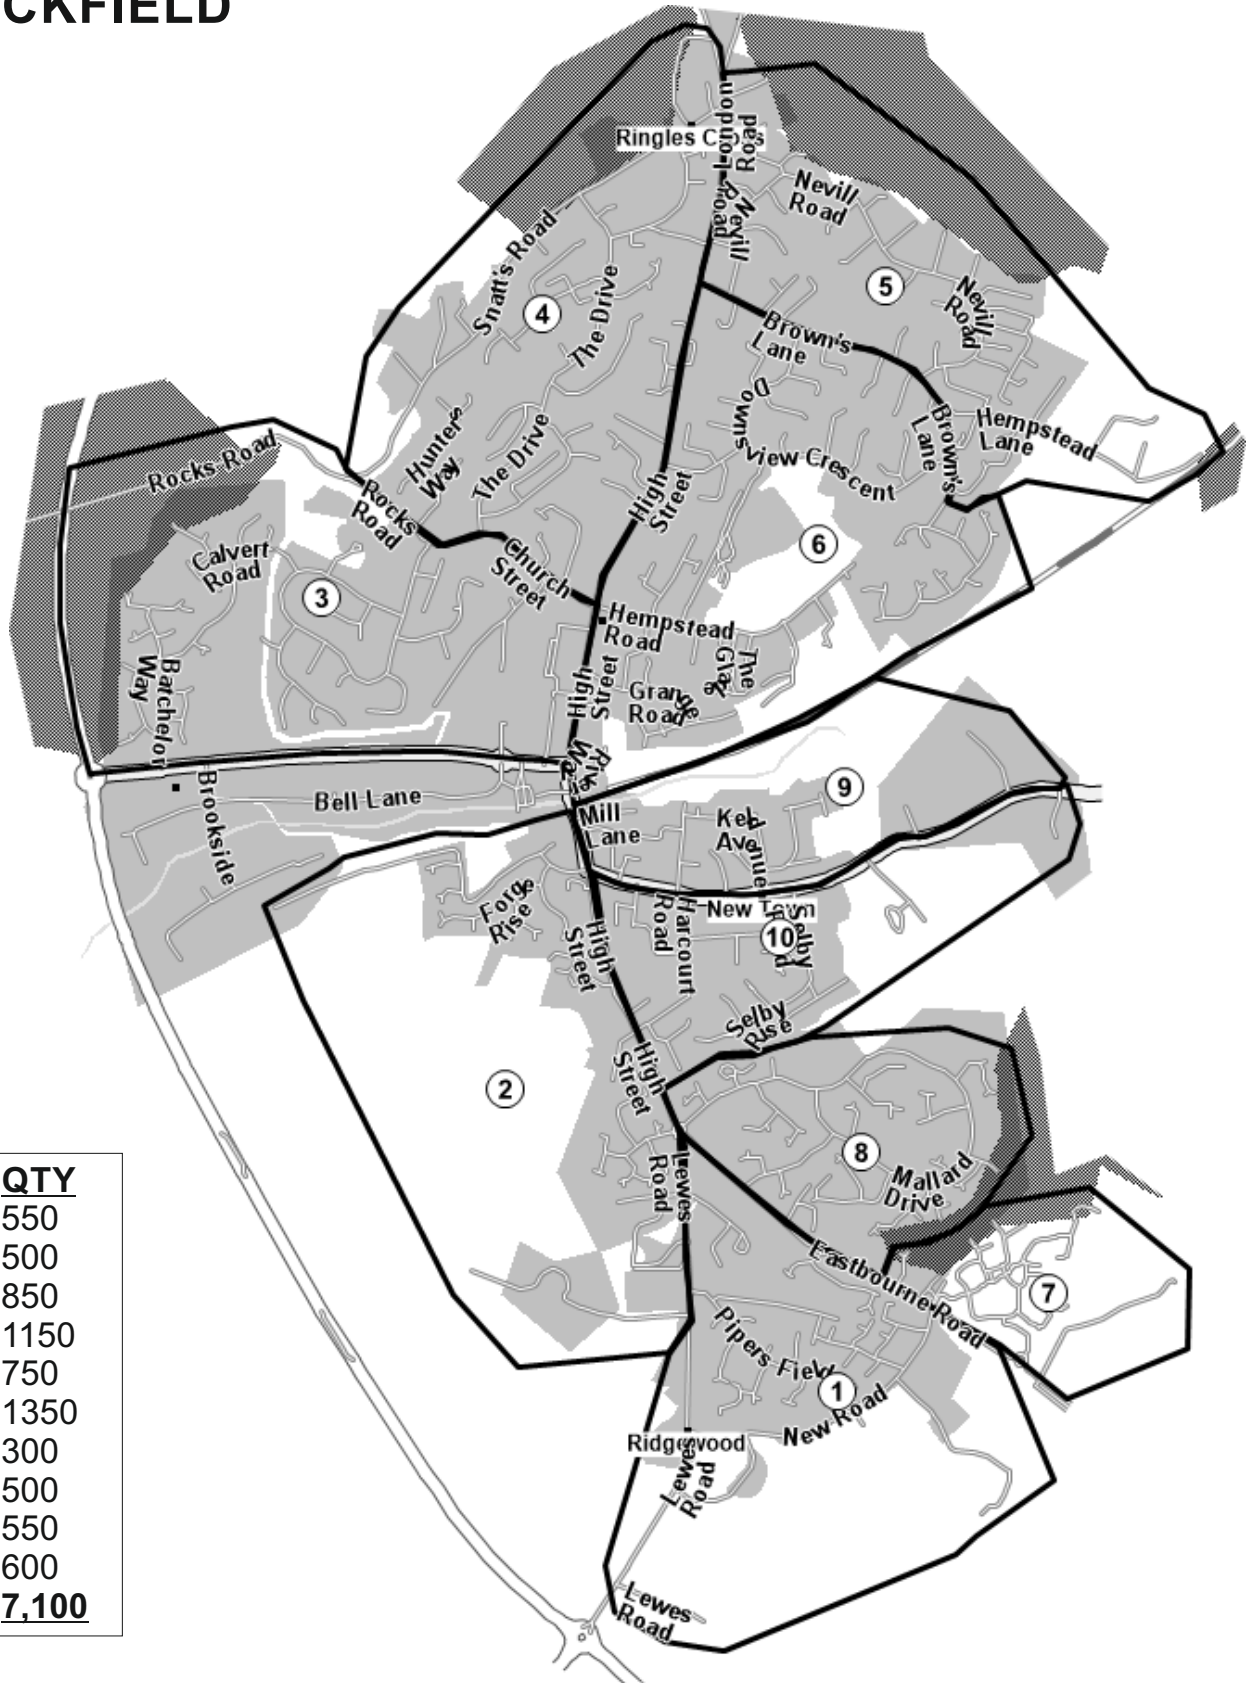 CKFIELD
Ringles Cross
London
Road
Road
Nevill
Road
Nevill
Road
Snatt's Road
The Drive
4
5
Nevill
Road
Brown's
Lane
The Drive
Hunters
Way
Downsview Crescent
Brown's
Lane
Hempstead
Lane
Rocks Road
Rocks
Road
High
Street
6
Calvert
Road
3
Church
Street
Hempstead
Road
The
Grange
Road
High
Street
Batchelor
Way
River
Way
Bell Lane
Brookside
Mill
Lane
9
Avenue
Forge
Rise
New Town
Harcourt
Road
10
Selby
High
Street
Selby
Rise
2
High
Street
8
Mallard
Drive
Lewes
Road
Eastbourne Road
7
Pipers Field
1
New Road
Ridgewood
Lewes
Road
Lewes
Road
QTY
550
500
850
1150
750
1350
300
500
550
600
7,100